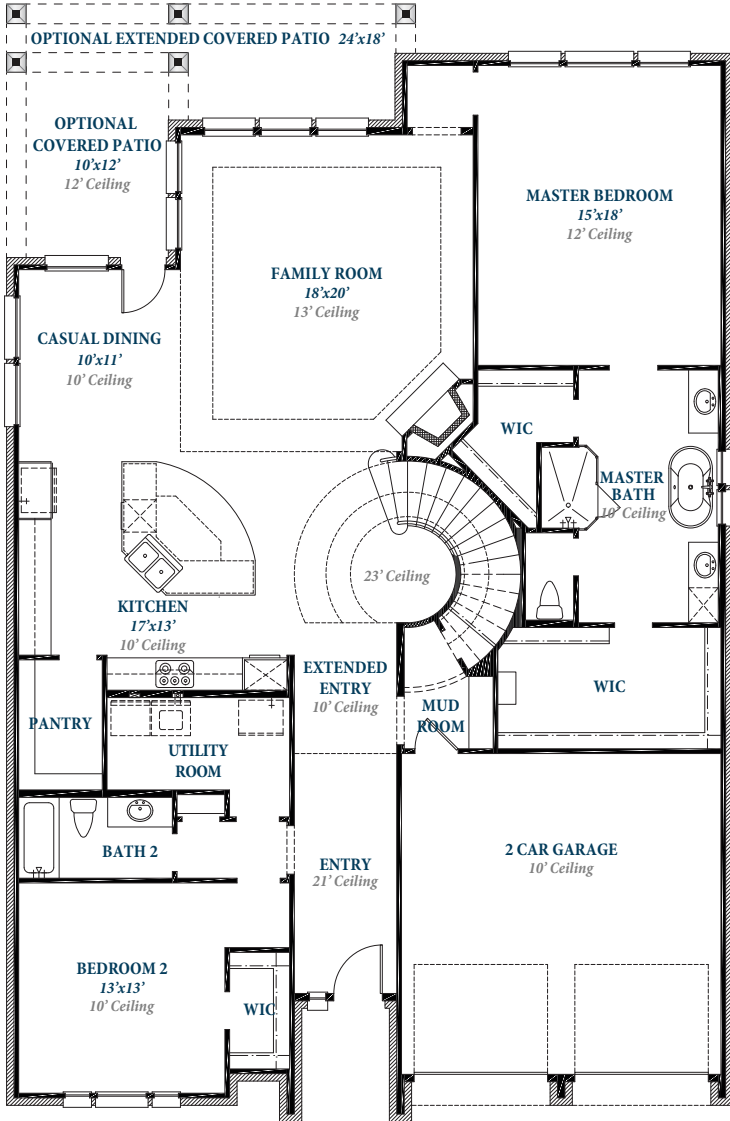 OPTIONAL EXTENDED COVERED PATIO 24'x18'
OPTIONAL
COVERED PATIO
10'x12'
12' Ceiling
MASTER BEDROOM
15'x18'
12' Ceiling
FAMILY ROOM
18'x20'
13' Ceiling
CASUAL DINING
10'x11'
10' Ceiling
WIC
MASTER
BATH
10' Ceiling
23' Ceiling
KITCHEN
17'x13'
10' Ceiling
EXTENDED
ENTRY
10' Ceiling
WIC
MUD
ROOM
PANTRY
UTILITY
ROOM
BATH 2
ENTRY
21' Ceiling
2 CAR GARAGE
10' Ceiling
BEDROOM 2
13'x13'
10' Ceiling
WIC